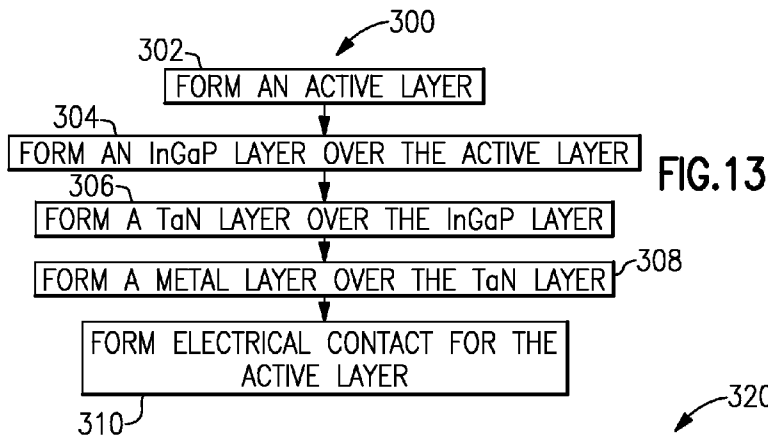 300
302
FORM AN ACTIVE LAYER
304
FORM AN InGaP LAYER OVER THE ACTIVE LAYER
FIG.13
306
FORM A TaN LAYER OVER THE InGaP LAYER
FORM A METAL LAYER OVER THE TaN LAYER
308
FORM ELECTRICAL CONTACT FOR THE
ACTIVE LAYER
310
320